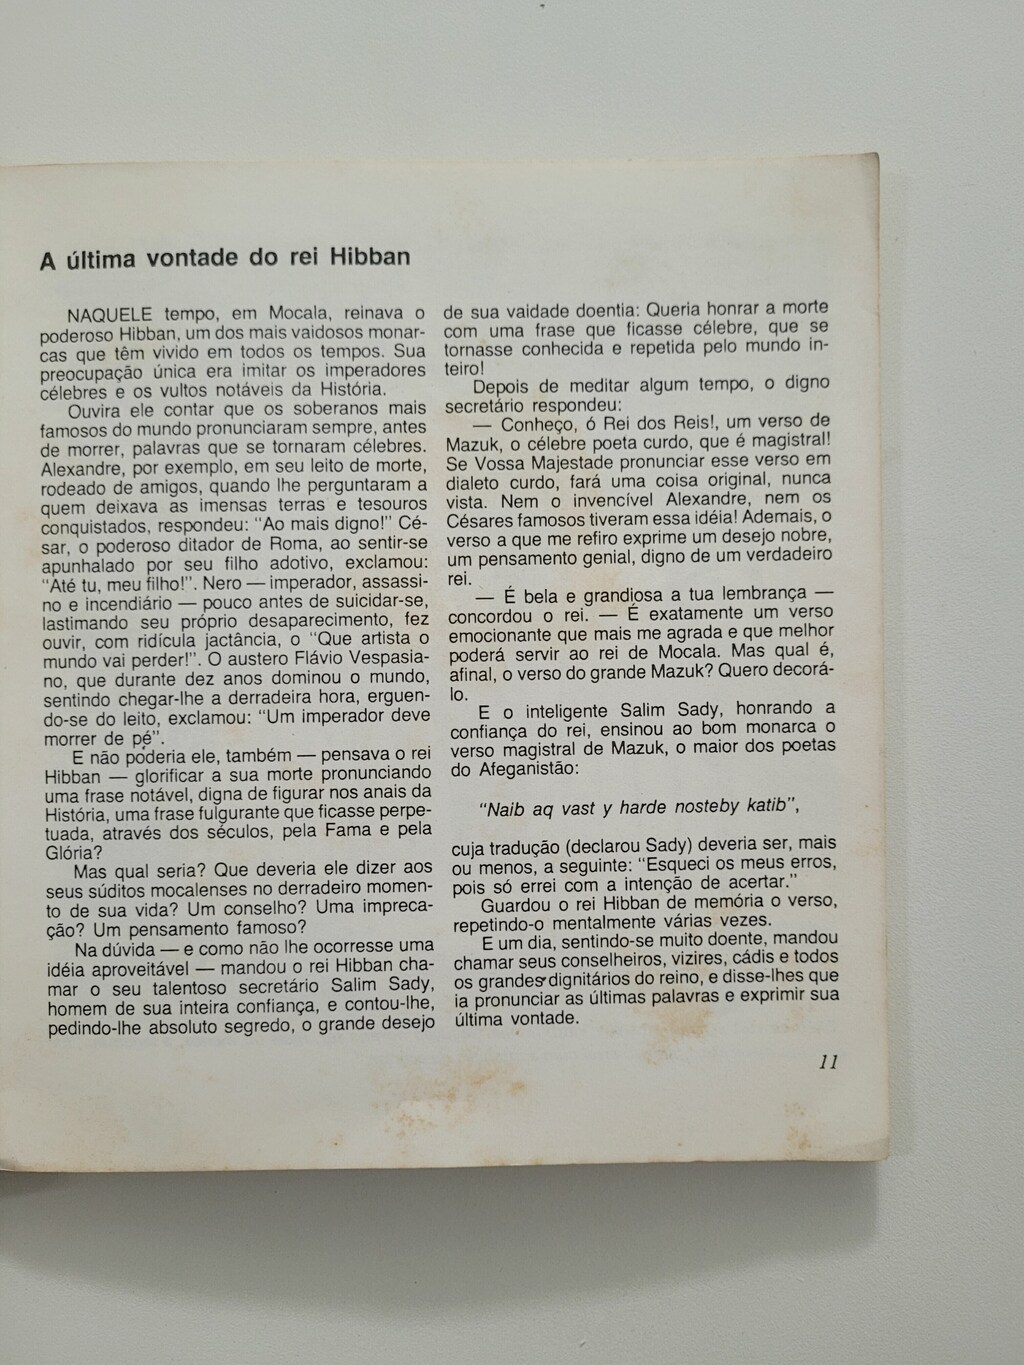 A última vontade do rei Hibban
NAQUELE tempo, em Mocala, reinava o
poderoso Hibban, um dos mais vaidosos monar-
cas que têm vivido em todos os tempos. Sua
preocupação única era imitar os imperadores
célebres e os vultos notáveis da História.
Ouvira ele contar que os soberanos mais
famosos do mundo pronunciaram sempre, antes
de morrer, palavras que se tornaram célebres.
Alexandre, por exemplo, em seu leito de morte,
rodeado de amigos, quando lhe perguntaram a
quem deixava as imensas terras e tesouros
conquistados, respondeu: “Ao mais digno!” Cé-
sar, o poderoso ditador de Roma, ao sentir-se
apunhalado por seu filho adotivo, exclamou:
“Até tu, meu filho!”. Nero — imperador, assassi-
no e incendiário — pouco antes de suicidar-se,
lastimando seu próprio desaparecimento, fez
ouvir, com ridícula jactância, o “Que artista o
mundo vai perder!”. O austero Flávio Vespasia-
no, que durante dez anos dominou o mundo,
sentindo chegar-lhe a derradeira hora, erguen-
do-se do leito, exclamou: “Um imperador deve
morrer de pé”.
E não poderia ele, também — pensava o rei
Hibban — glorificar a sua morte pronunciando
uma frase notável, digna de figurar nos anais da
História, uma frase fulgurante que ficasse perpe-
tuada, através dos séculos, pela Fama e pela
Glória?
Mas qual seria? Que deveria ele dizer aos
seus súditos mocalenses no derradeiro momen-
to de sua vida? Um conselho? Uma impreca-
ção? Um pensamento famoso?
Na dúvida — e como não lhe ocorresse uma
idéia aproveitável — mandou o rei Hibban cha-
mar o seu talentoso secretário Salim Sady,
homem de sua inteira confiança, e contou-lhe,
pedindo-lhe absoluto segredo, o grande desejo
de sua vaidade doentia: Queria honrar a morte
com uma frase que ficasse célebre, que se
tornasse conhecida e repetida pelo mundo in-
teiro!
Depois de meditar algum tempo, o digno
secretário respondeu:
— Conheço, ó Rei dos Reis!, um verso de
Mazuk, o célebre poeta curdo, que é magistral!
Se Vossa Majestade pronunciar esse verso em
dialeto curdo, fará uma coisa original, nunca
vista. Nem o invencível Alexandre, nem os
Césares famosos tiveram essa idéia! Ademais, o
verso a que me refiro exprime um desejo nobre,
um pensamento genial, digno de um verdadeiro
rei.
— É bela e grandiosa a tua lembrança —
concordou o rei. — É exatamente um verso
emocionante que mais me agrada e que melhor
poderá servir ao rei de Mocala. Mas qual é,
afinal, o verso do grande Mazuk? Quero decorá-
lo.
E o inteligente Salim Sady, honrando a
confiança do rei, ensinou ao bom monarca o
verso magistral de Mazuk, o maior dos poetas
do Afeganistão:
“Naib aq vast y harde nosteby katib”,
cuja tradução (declarou Sady) deveria ser, mais
ou menos, a seguinte: “Esqueci os meus erros,
pois só errei com a intenção de acertar.”
Guardou o rei Hibban de memória o verso,
repetindo-o mentalmente várias vezes.
E um dia, sentindo-se muito doente, mandou
chamar seus conselheiros, vizires, cádis e todos
os grandes dignitários do reino, e disse-lhes que
ia pronunciar as últimas palavras e exprimir sua
última vontade.
11